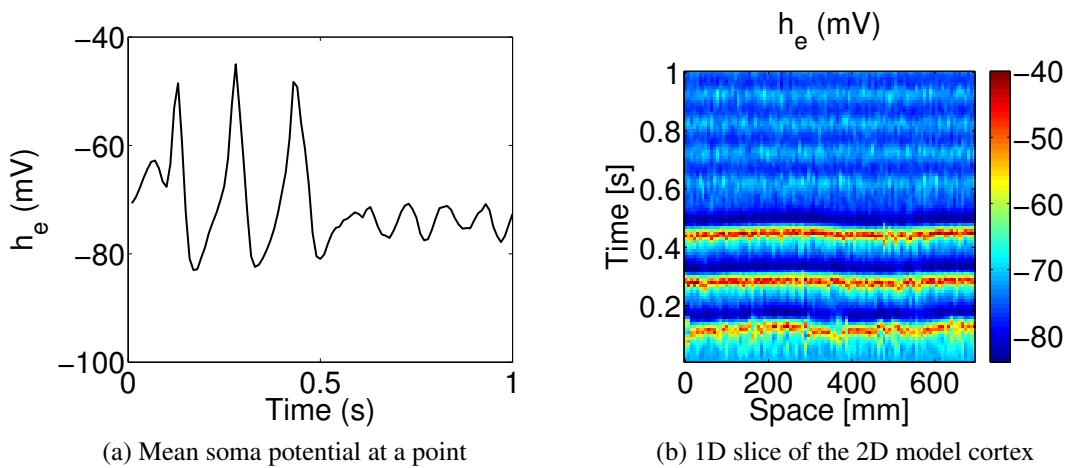 h_e (mV)
−40
−60
−80
−100
0
0.5
1
Time (s)
h_e (mV)
(a) Mean soma potential at a point
h_e (mV)
1
0.8
0.6
0.4
0.2
Time [s]
0
200
400
600
Space [mm]
−40
−50
−60
−70
−80
(b) 1D slice of the 2D model cortex